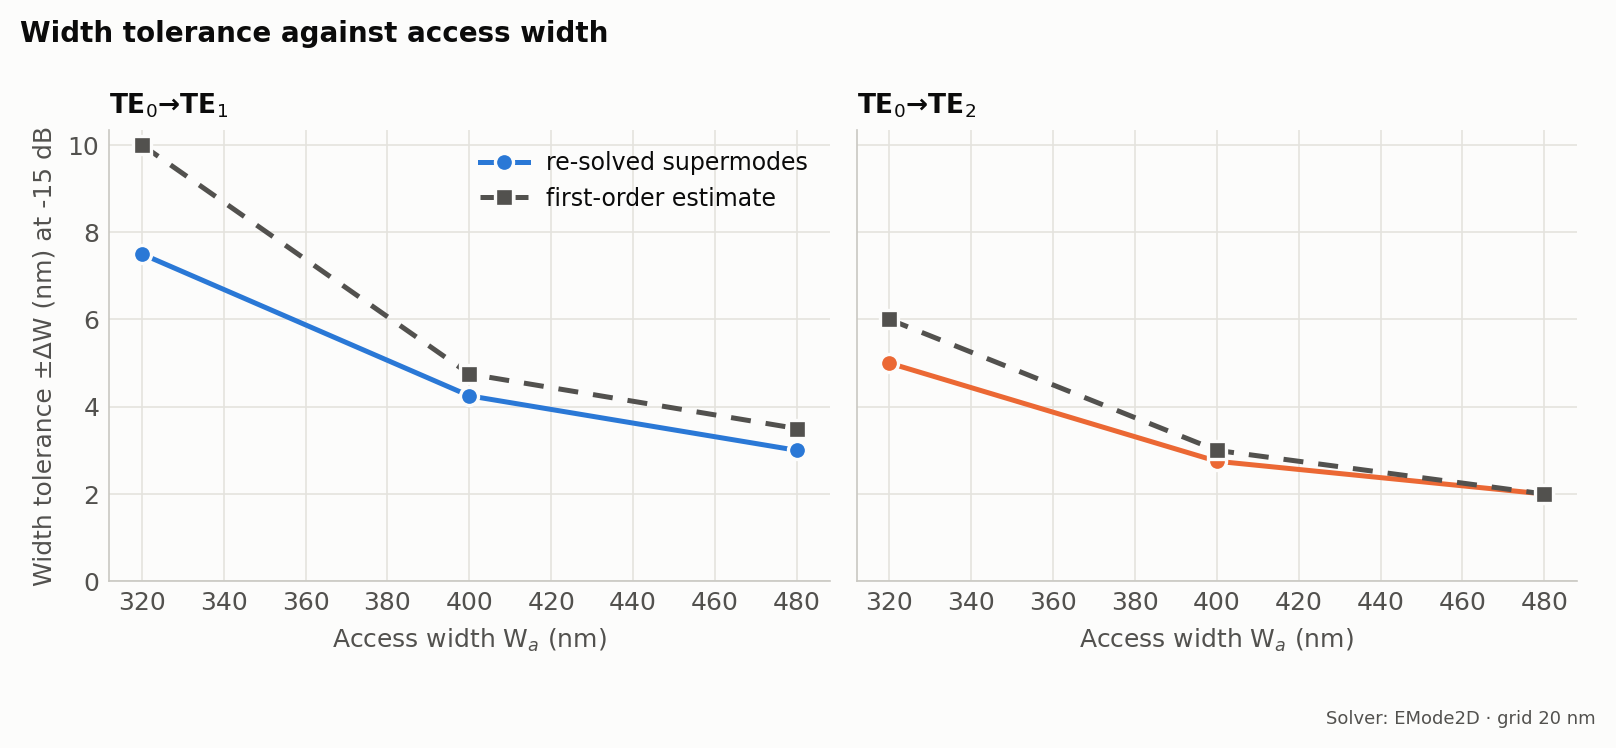 Width tolerance against access width
TE₀→TE₁
TE₀→TE₂
Width tolerance ±ΔW (nm) at -15 dB
10
8
6
4
2
0
re-solved supermodes
first-order estimate
320 340 360 380 400 420 440 460 480
320 340 360 380 400 420 440 460 480
Access width Wₐ (nm)
Access width Wₐ (nm)
Solver: EMode2D · grid 20 nm